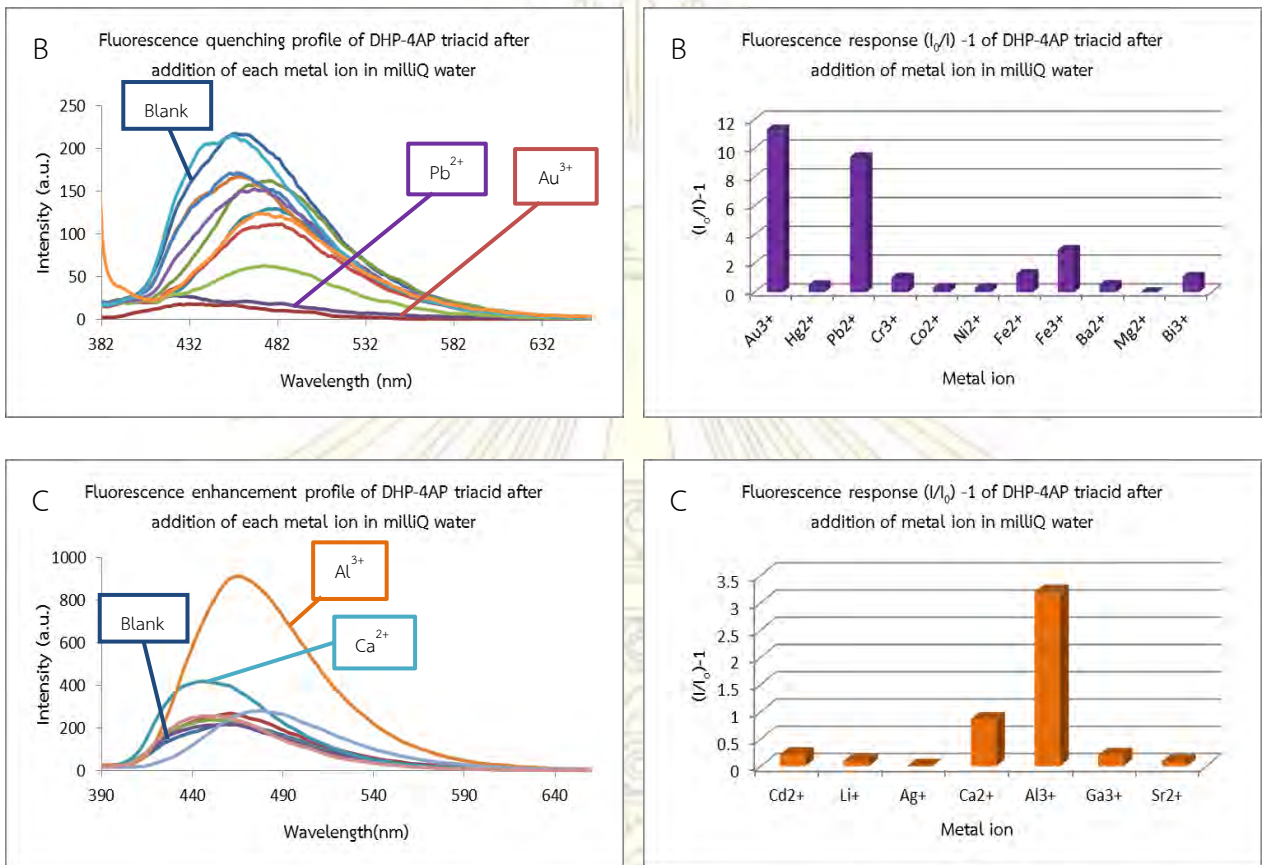 B
Fluorescence quenching profile of DHP-4AP triacid after
addition of each metal ion in milliQ water
Intensity (a.u.)
250
200
150
100
50
0
Blank
Pb2+
Au3+
382 432 482 532 582 632
Wavelength (nm)
B
Fluorescence response (I0/I) -1 of DHP-4AP triacid after
addition of metal ion in milliQ water
(I0/I)-1
12
10
8
6
4
2
0
Au3+ Hg2+ Pb2+ Cr3+ Co2+ Ni2+ Fe2+ Fe3+ Ba2+ Mg2+ Bi3+
Metal ion
C
Fluorescence enhancement profile of DHP-4AP triacid after
addition of each metal ion in milliQ water
Intensity (a.u.)
1000
800
600
400
200
0
Al3+
Blank
Ca2+
390 440 490 540 590 640
Wavelength(nm)
C
Fluorescence response (I/I0) -1 of DHP-4AP triacid after
addition of metal ion in milliQ water
(I/I0)-1
3.5
3
2.5
2
1.5
1
0.5
0
Cd2+ Li+ Ag+ Ca2+ Al3+ Ga3+ Sr2+
Metal ion